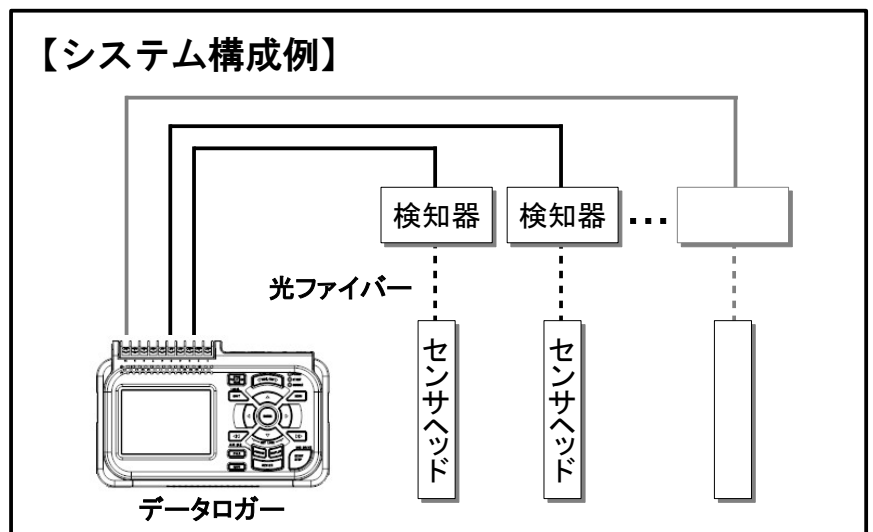 【システム構成例】
検知器
検知器
…
光ファイバー
センサヘッド
センサヘッド
データロガー